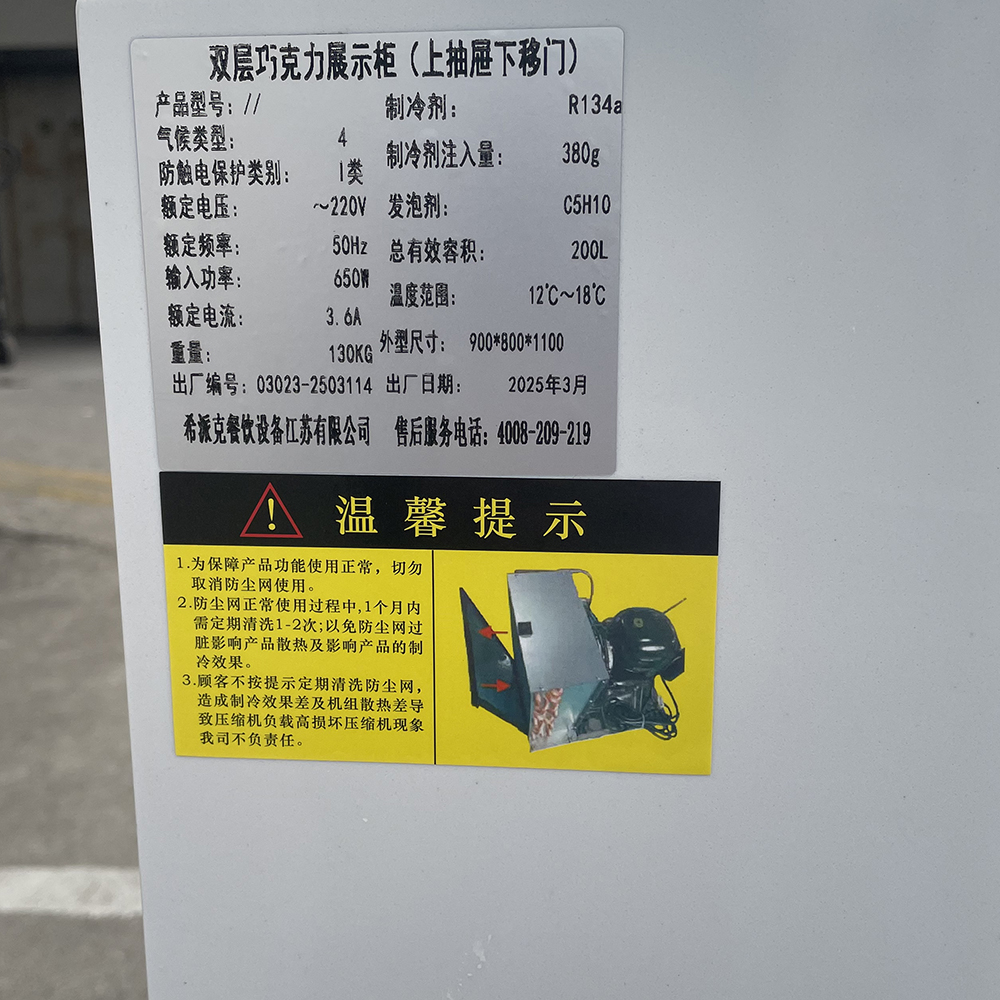 双层巧克力展示柜（上抽屉下移门）
产品型号：// 制冷剂： R134a
气候类型： 4
制冷剂注入量： 380g
防触电保护类别： I类
额定电压： ～220V 发泡剂： C5H10
额定频率： 50Hz 总有效容积： 200L
输入功率： 650W
温度范围： 12℃～18℃
额定电流： 3.6A
外型尺寸： 900*800*1100
重量： 130KG
出厂编号：03023-2503114 出厂日期： 2025年3月
希派克餐饮设备江苏有限公司 售后服务电话：4008-209-219
! 温馨提示
1.为保障产品功能使用正常，切勿
取消防尘网使用。
2.防尘网正常使用过程中,1个月内
需定期清洗1-2次;以免防尘网过
脏影响产品散热及影响产品的制
冷效果。
3.顾客不按提示定期清洗防尘网，
造成制冷效果差及机组散热差导
致压缩机负载高损坏压缩机现象
我司不负责任。